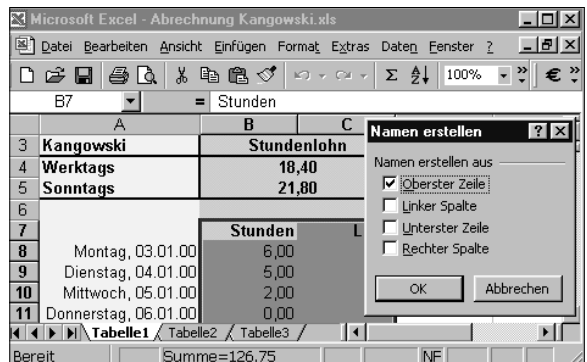 Microsoft Excel - Abrechnung Kangowski.xls
Datei Bearbeiten Ansicht Einfügen Format Extras Daten Fenster ?
Σ 100% » € »
B7 = Stunden
A B C
3 Kangowski Stundenlohn
4 Werktags 18,40
5 Sonntags 21,80
6
7 Stunden L
8 Montag, 03.01.00 6,00
9 Dienstag, 04.01.00 5,00
10 Mittwoch, 05.01.00 2,00
11 Donnerstag, 06.01.00 0,00
Tabelle1 / Tabelle2 / Tabelle3 /
Bereit Summe=126,75 NF
Namen erstellen ? X
Namen erstellen aus
Oberster Zeile
Linker Spalte
Unterster Zeile
Rechter Spalte
OK Abbrechen